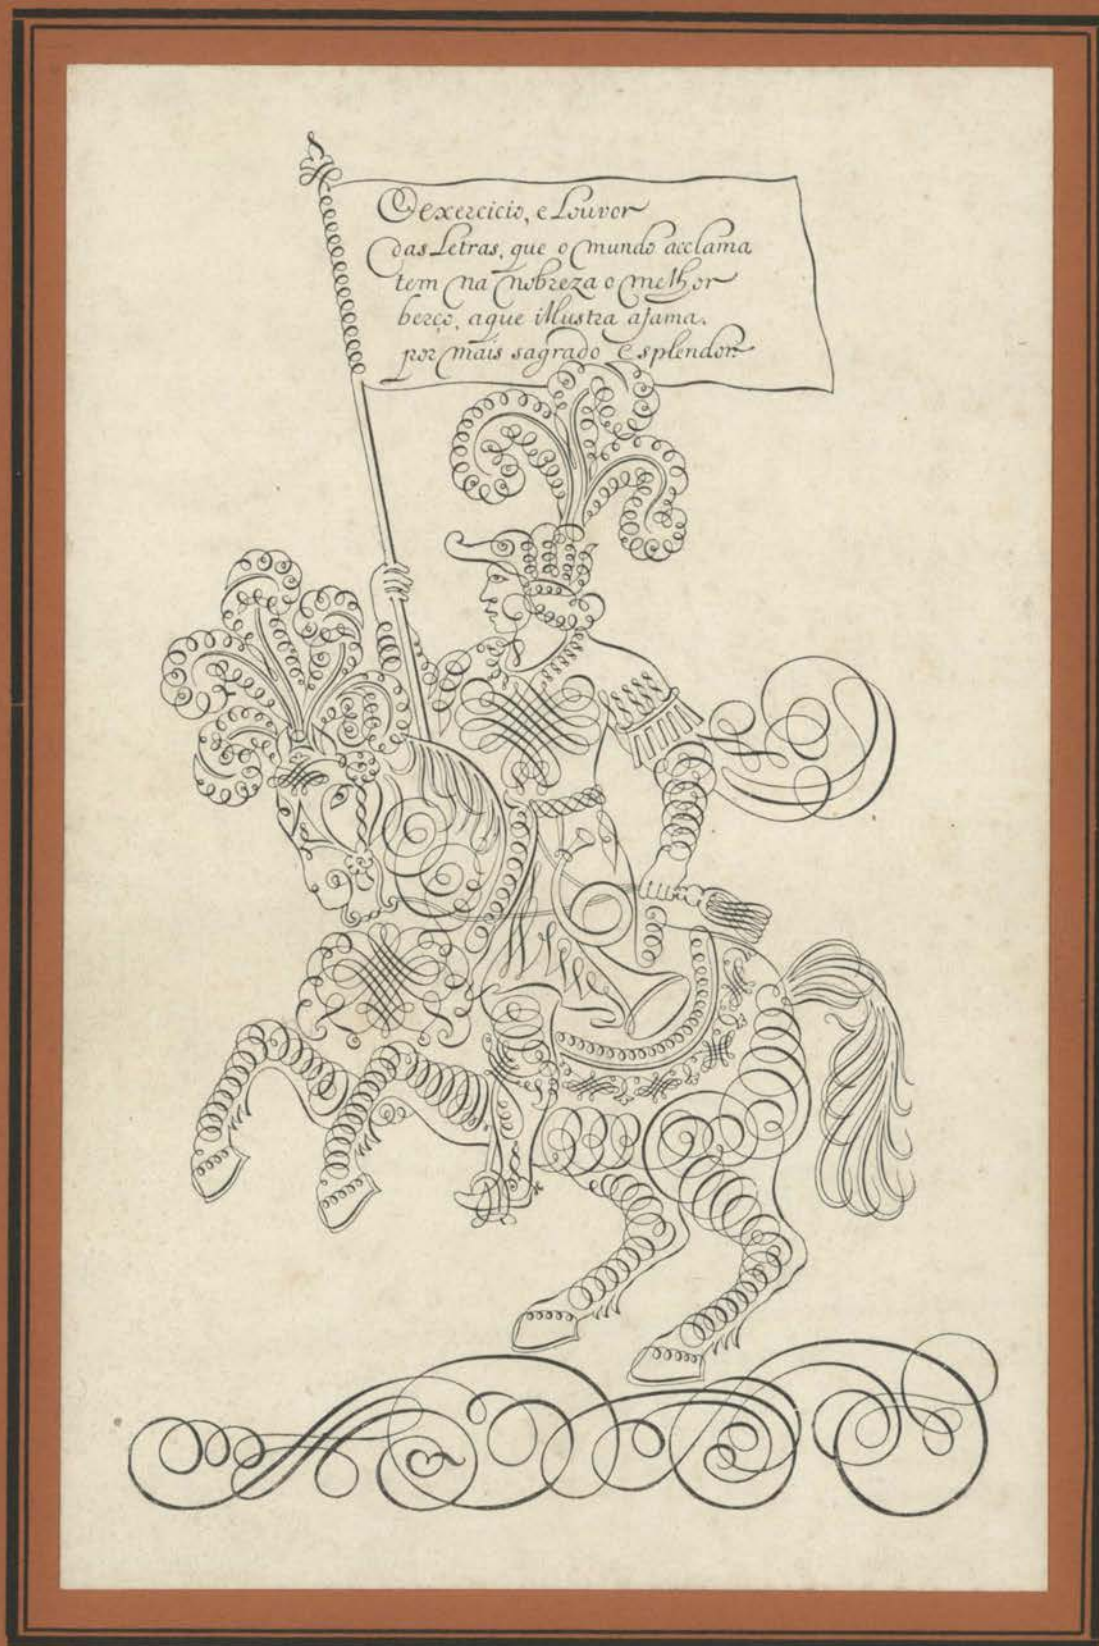 O exercicio, e Louvor
das Letras, que o mundo acclama
tem na nobreza o melhor
berço, a que illustra a fama.
por mais sagrado esplendor.